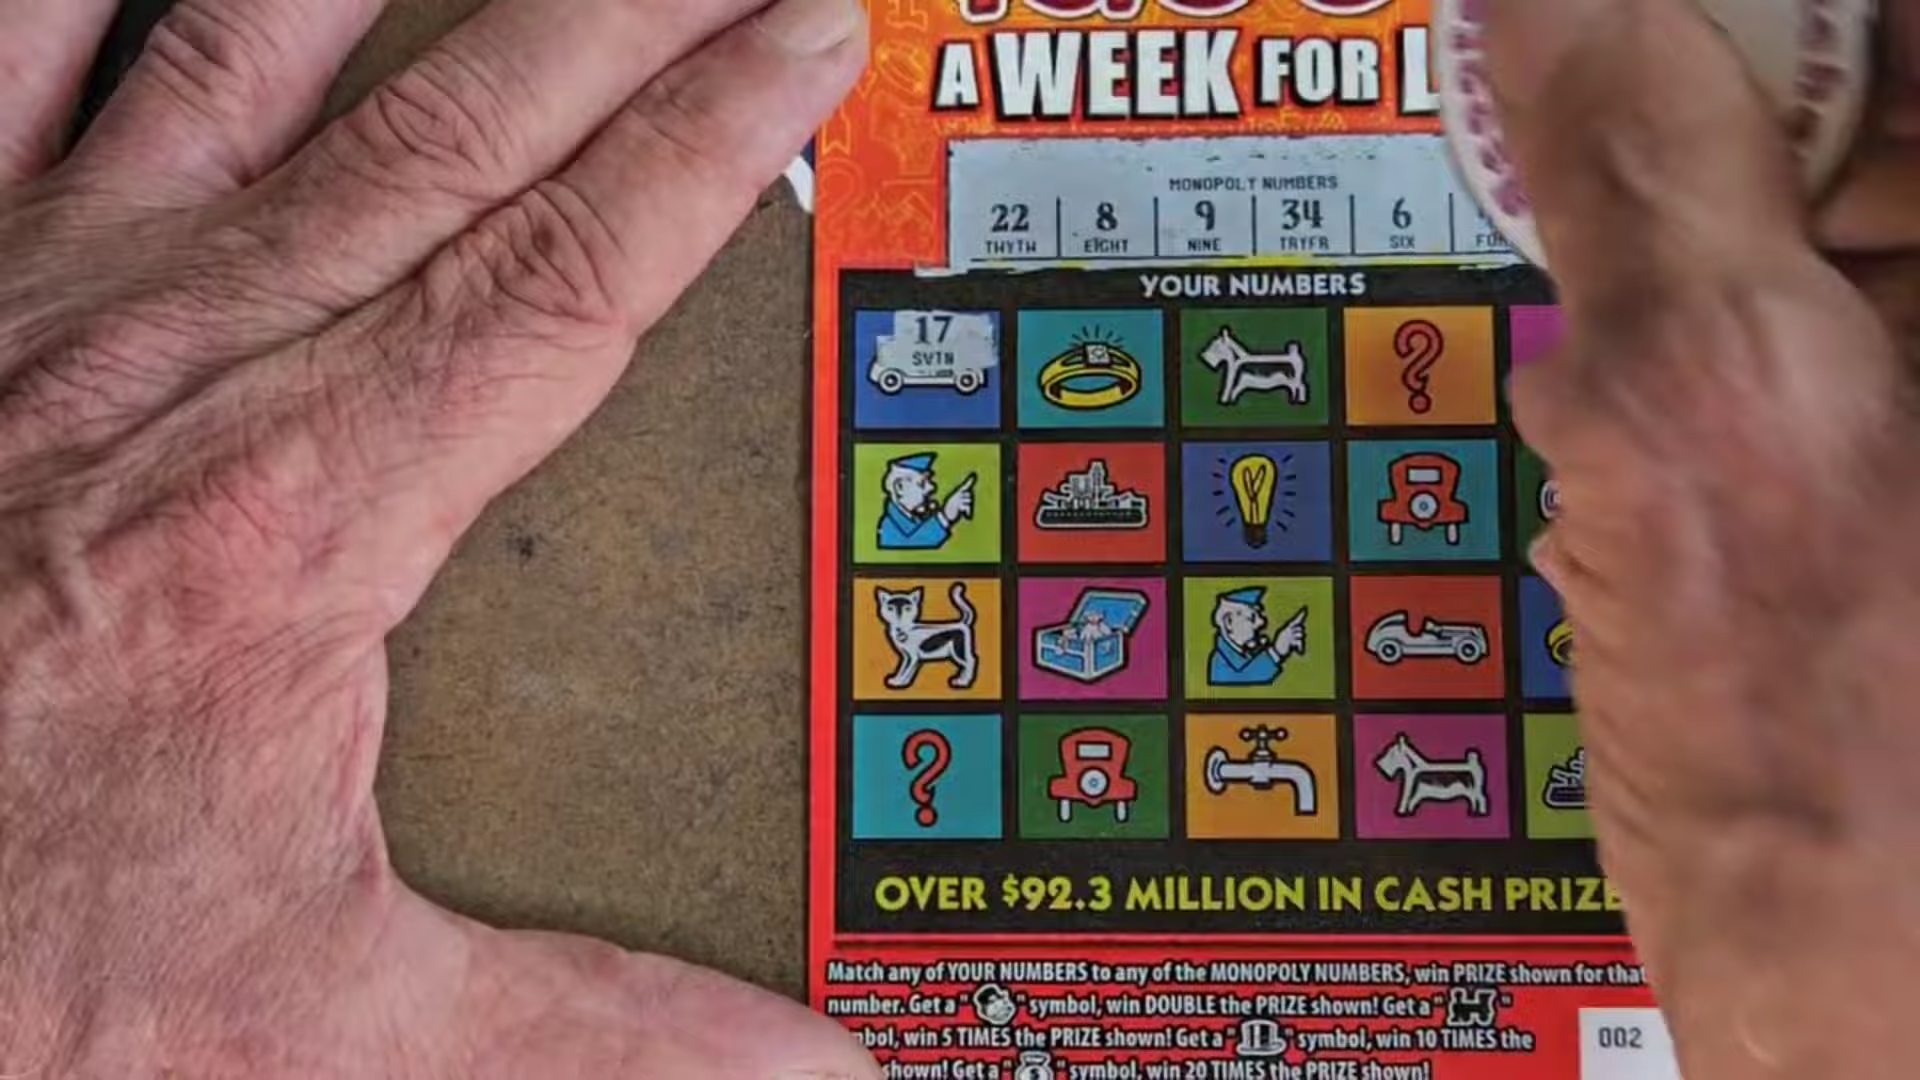 A WEEK FOR L
MONOPOLY NUMBERS
22 8 9 34 6
TWYTW EIGHT NINE TRYFR SIX
YOUR NUMBERS
17
SVTN
OVER $92.3 MILLION IN CASH PRIZE
Match any of YOUR NUMBERS to any of the MONOPOLY NUMBERS, win PRIZE shown for that
number. Get a " " symbol, win DOUBLE the PRIZE shown! Get a " "
bol, win 5 TIMES the PRIZE shown! Get a " " symbol, win 10 TIMES the
shown! Get a " " symbol, win 20 TIMES the PRIZE shown!
002